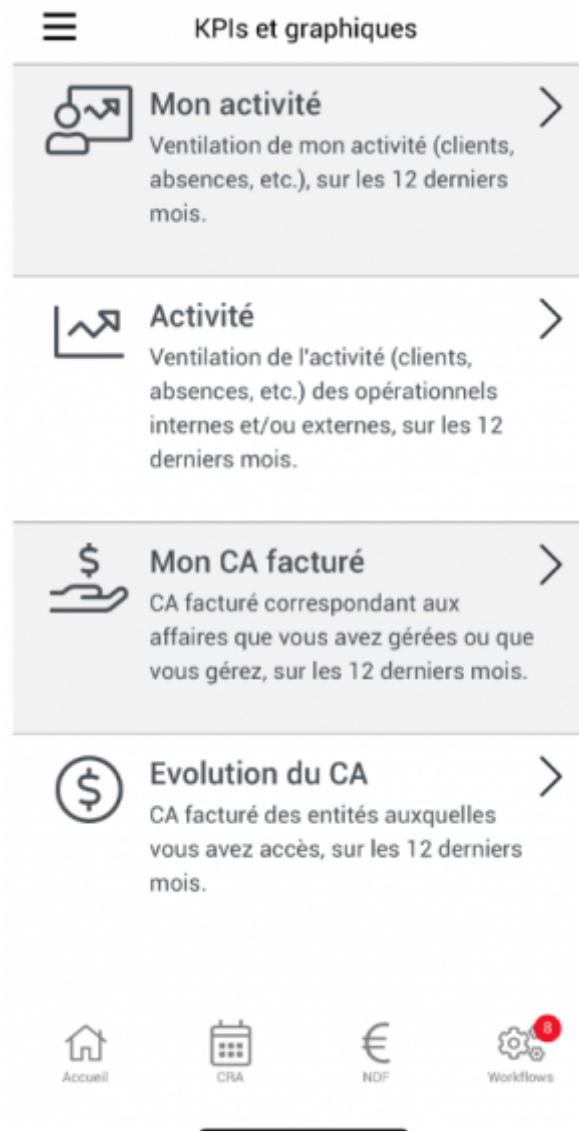 KPIs et graphiques
Mon activité
Ventilation de mon activité (clients,
absences, etc.), sur les 12 derniers
mois.
Activité
Ventilation de l'activité (clients,
absences, etc.) des opérationnels
internes et/ou externes, sur les 12
derniers mois.
$
Mon CA facturé
CA facturé correspondant aux
affaires que vous avez gérées ou que
vous gérez, sur les 12 derniers mois.
$
Evolution du CA
CA facturé des entités auxquelles
vous avez accès, sur les 12 derniers
mois.
€
8
Accueil
CRA
NDF
Workflows